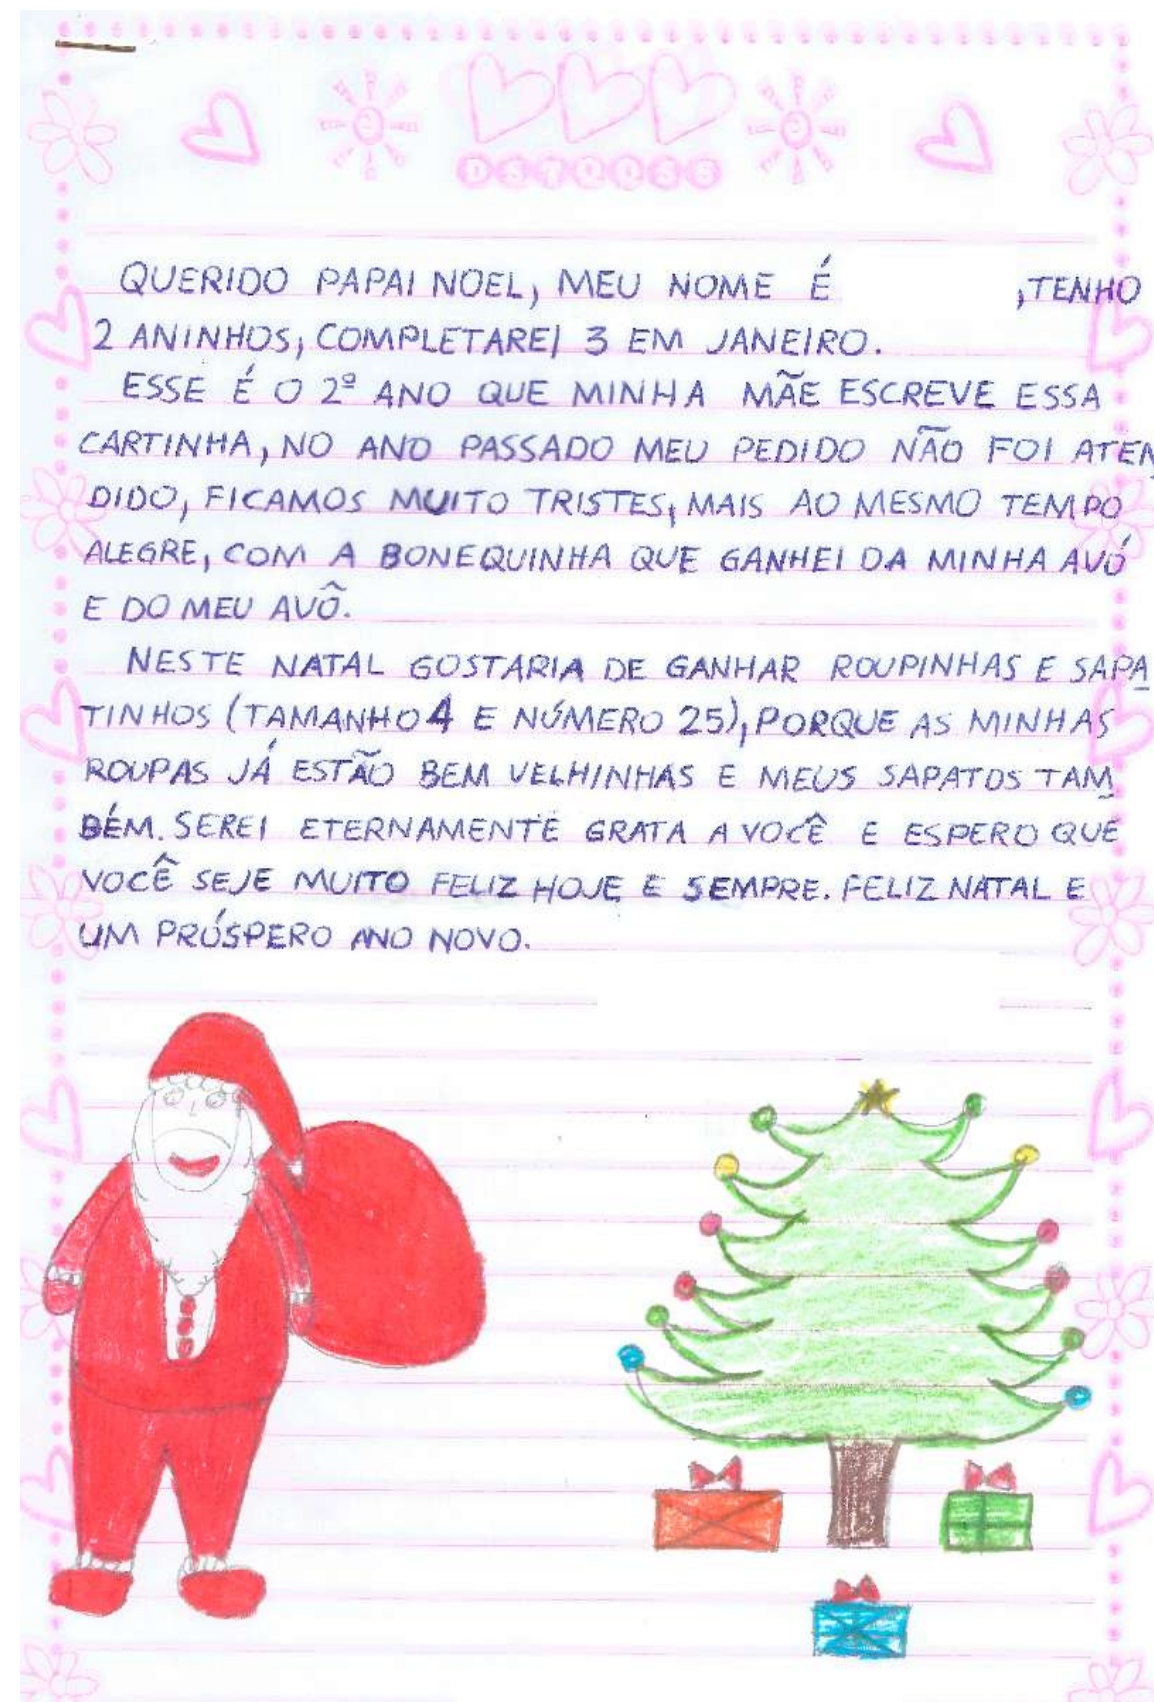 QUERIDO PAPAI NOEL, MEU NOME É ,TENHO
2 ANINHOS, COMPLETAREI 3 EM JANEIRO.
ESSE É O 2º ANO QUE MINHA MÃE ESCREVE ESSA
CARTINHA, NO ANO PASSADO MEU PEDIDO NÃO FOI ATEN
DIDO, FICAMOS MUITO TRISTES, MAIS AO MESMO TEMPO
ALEGRE, COM A BONEQUINHA QUE GANHEI DA MINHA AVÓ
E DO MEU AVÔ.
NESTE NATAL GOSTARIA DE GANHAR ROUPINHAS E SAPA
TINHOS (TAMANHO 4 E NÚMERO 25), PORQUE AS MINHAS
ROUPAS JÁ ESTÃO BEM VELHINHAS E MEUS SAPATOS TAM
BÉM. SEREI ETERNAMENTE GRATA A VOCÊ E ESPERO QUE
VOCÊ SEJE MUITO FELIZ HOJE E SEMPRE. FELIZ NATAL E
UM PRÚSPERO ANO NOVO.